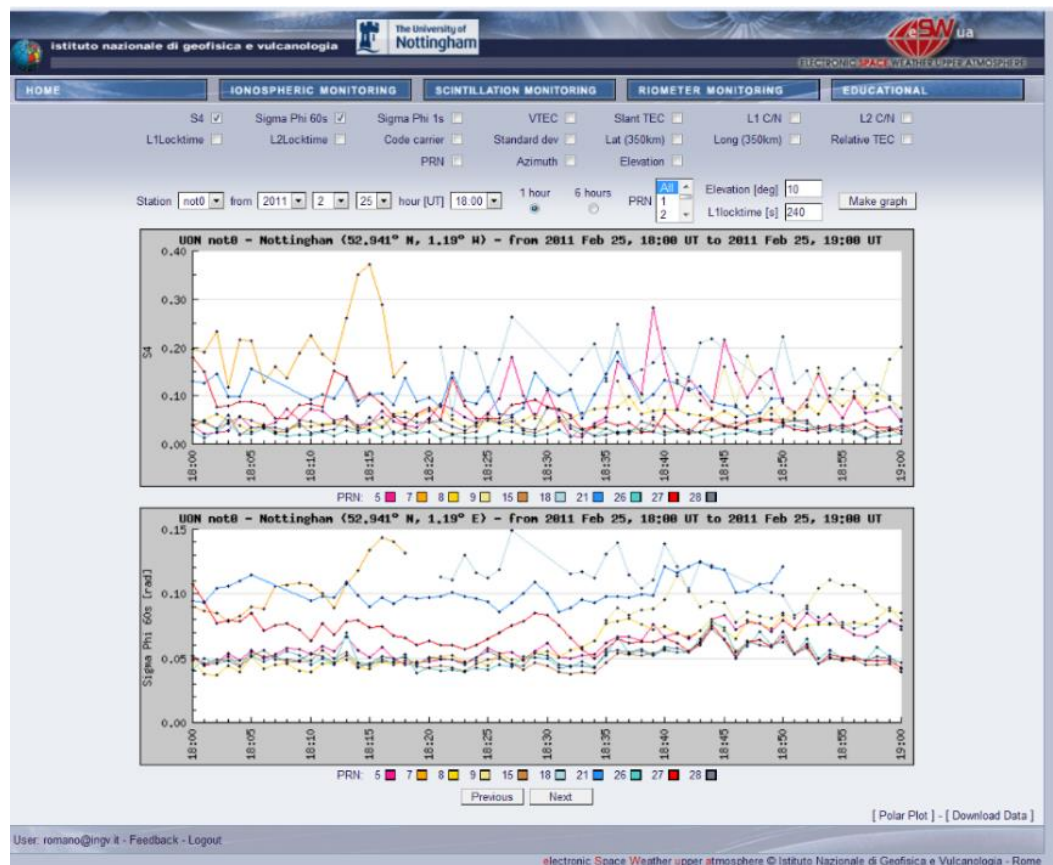 istituto nazionale di geofisica e vulcanologia
The University of
Nottingham
eSW ua
ELECTRONIC SPACE WEATHER UPPER ATMOSPHERE
HOME IONOSPHERIC MONITORING SCINTILLATION MONITORING RIOMETER MONITORING EDUCATIONAL
S4 Sigma Phi 60s Sigma Phi 1s VTEC Slant TEC L1 C/N L2 C/N
L1Locktime L2Locktime Code carrier Standard dev Lat (350km) Long (350km) Relative TEC
PRN Azimuth Elevation
Station not0 from 2011 2 25 hour [UT] 18:00 1 hour 6 hours PRN All 1 2 Elevation [deg] 10 Make graph
L1locktime [s] 240
UON not0 - Nottingham (52.941° N, 1.19° W) - from 2011 Feb 25, 18:00 UT to 2011 Feb 25, 19:00 UT
0.40
0.30
0.20
0.10
0.00
S4
18:00 18:05 18:10 18:15 18:20 18:25 18:30 18:35 18:40 18:45 18:50 18:55 19:00
PRN: 5 7 8 9 15 18 21 26 27 28
UON not0 - Nottingham (52.941° N, 1.19° E) - from 2011 Feb 25, 18:00 UT to 2011 Feb 25, 19:00 UT
0.15
0.10
0.05
0.00
Sigma Phi 60s [rad]
18:00 18:05 18:10 18:15 18:20 18:25 18:30 18:35 18:40 18:45 18:50 18:55 19:00
PRN: 5 7 8 9 15 18 21 26 27 28
Previous Next
[ Polar Plot ] - [ Download Data ]
User: romano@ingv.it - Feedback - Logout
electronic Space Weather upper atmosphere © Istituto Nazionale di Geofisica e Vulcanologia - Rome